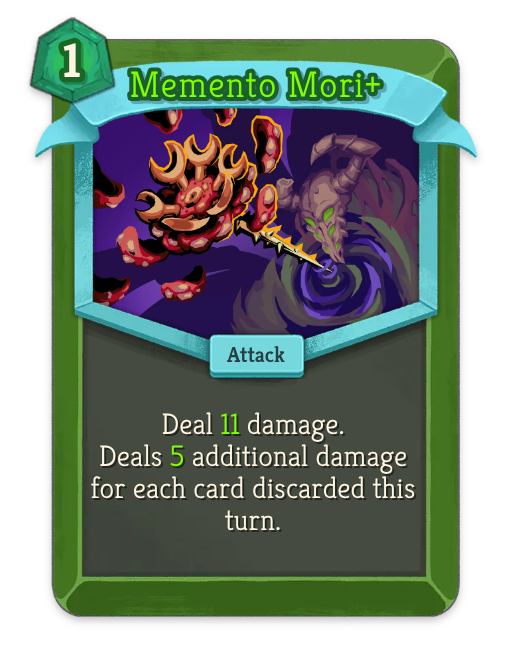 1
Memento Mori+
Attack
Deal 11 damage.
Deals 5 additional damage
for each card discarded this
turn.